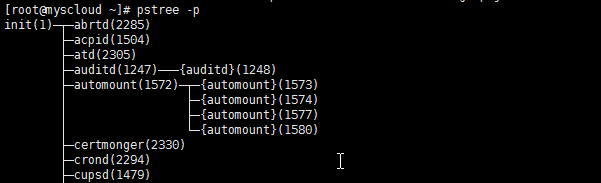 [root@myscloud ~]# pstree -p
init(1)─┬─abrtd(2285)
        ├─acpid(1504)
        ├─atd(2305)
        ├─auditd(1247)───{auditd}(1248)
        ├─automount(1572)─┬─{automount}(1573)
        │                 ├─{automount}(1574)
        │                 ├─{automount}(1577)
        │                 └─{automount}(1580)
        ├─certmonger(2330)
        ├─crond(2294)
        ├─cupsd(1479)